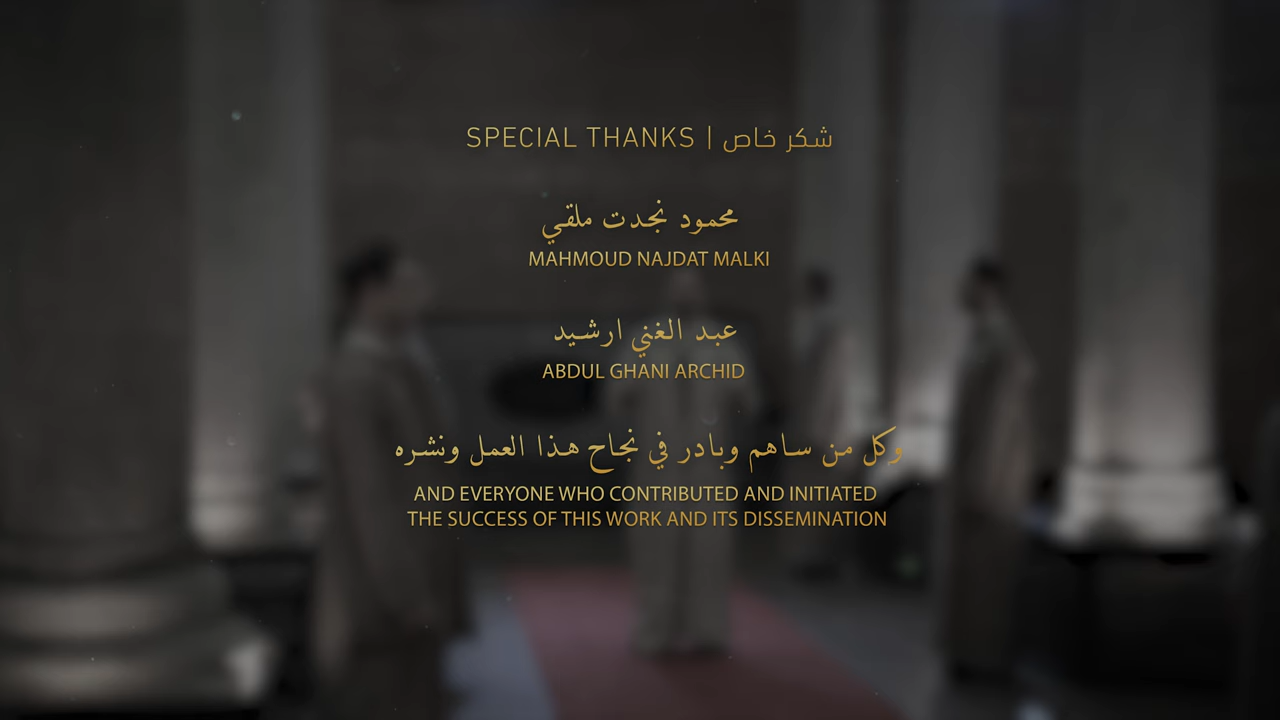 SPECIAL THANKS | شكر خاص
محمود نجدت ملقي
MAHMOUD NAJDAT MALKI
عبد الغني ارشيد
ABDUL GHANI ARCHID
وكل من ساهم وبادر في نجاح هذا العمل ونشره
AND EVERYONE WHO CONTRIBUTED AND INITIATED
THE SUCCESS OF THIS WORK AND ITS DISSEMINATION